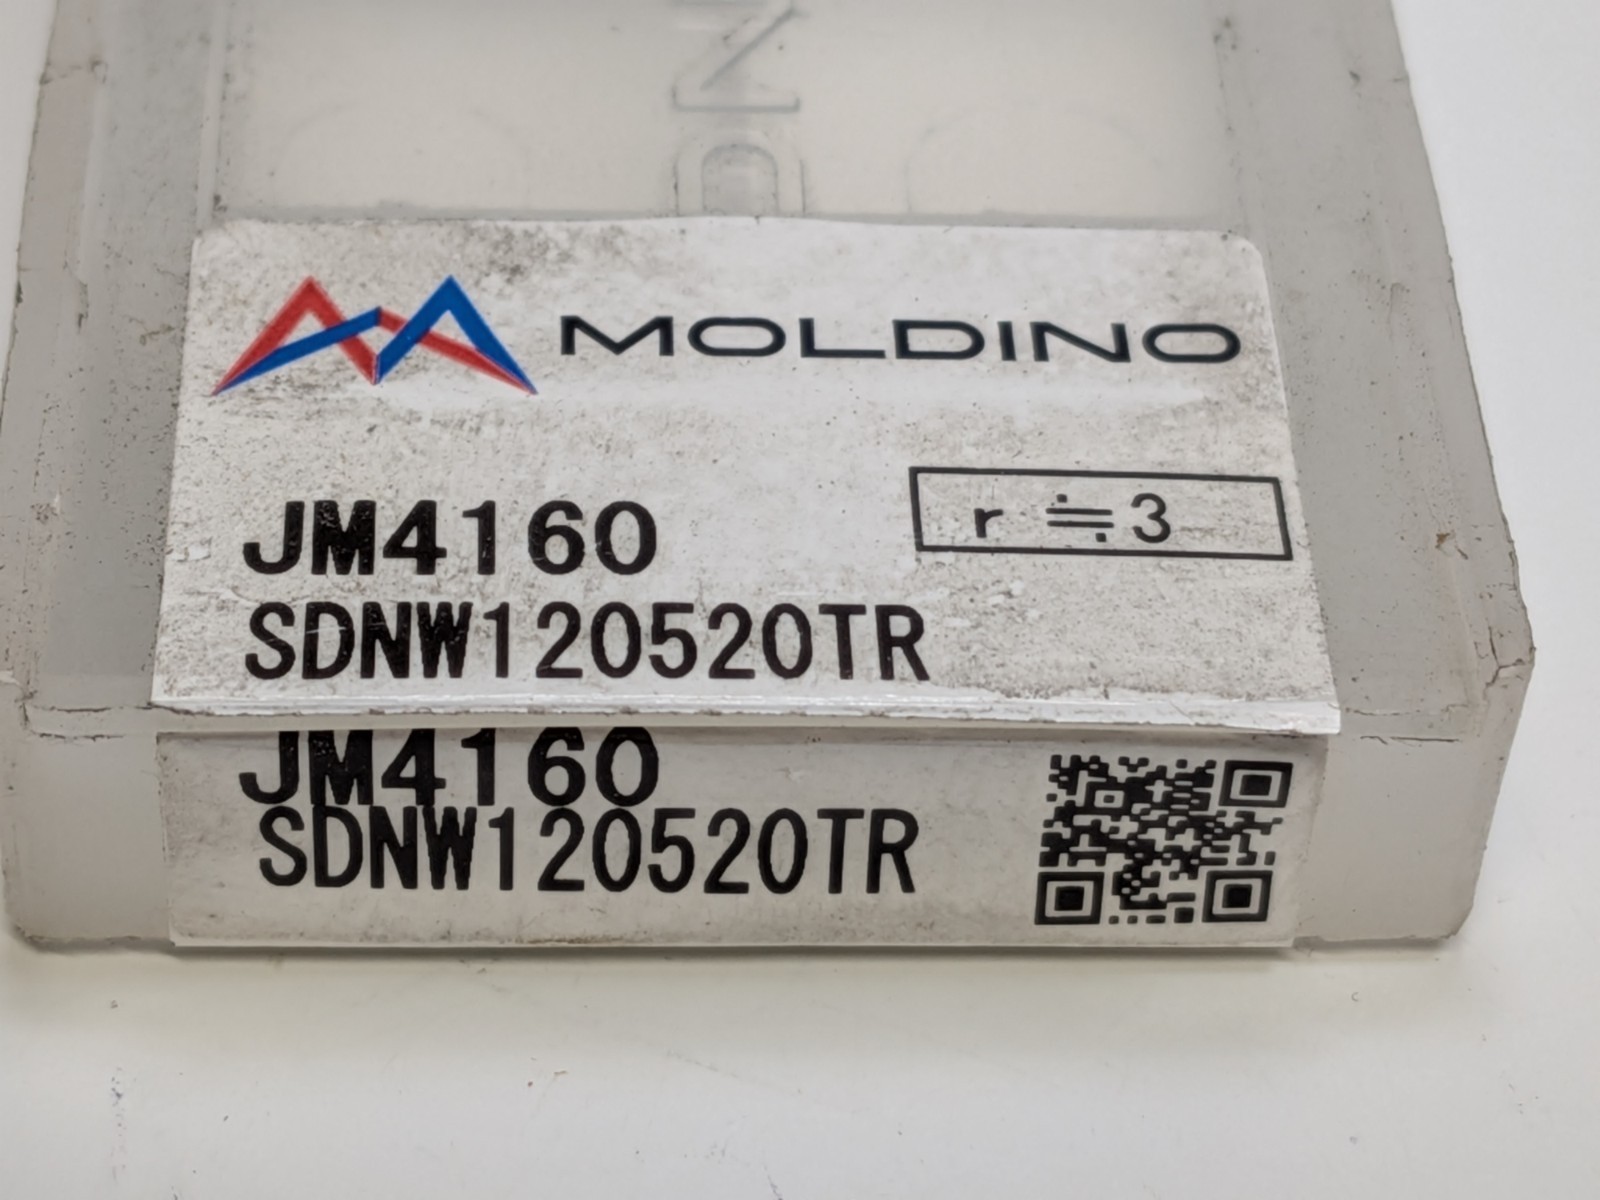 MOLDINO
r ≒ 3
JM4160
SDNW120520TR
JM4160
SDNW120520TR